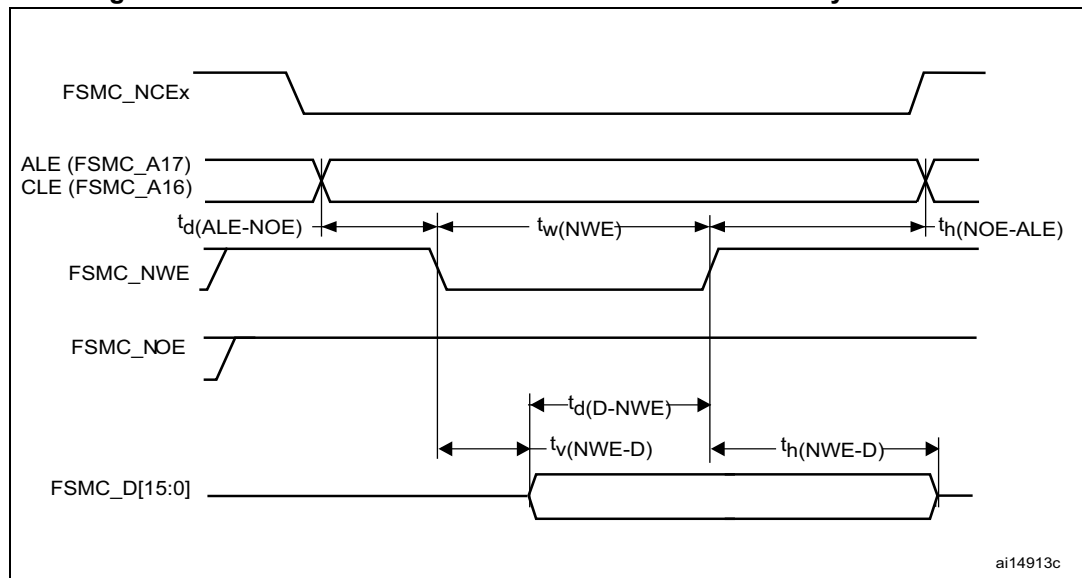 FSMC_NCEx
ALE (FSMC_A17)
CLE (FSMC_A16)
td(ALE-NOE)
tw(NWE)
th(NOE-ALE)
FSMC_NWE
FSMC_NOE
td(D-NWE)
tv(NWE-D)
th(NWE-D)
FSMC_D[15:0]
ai14913c